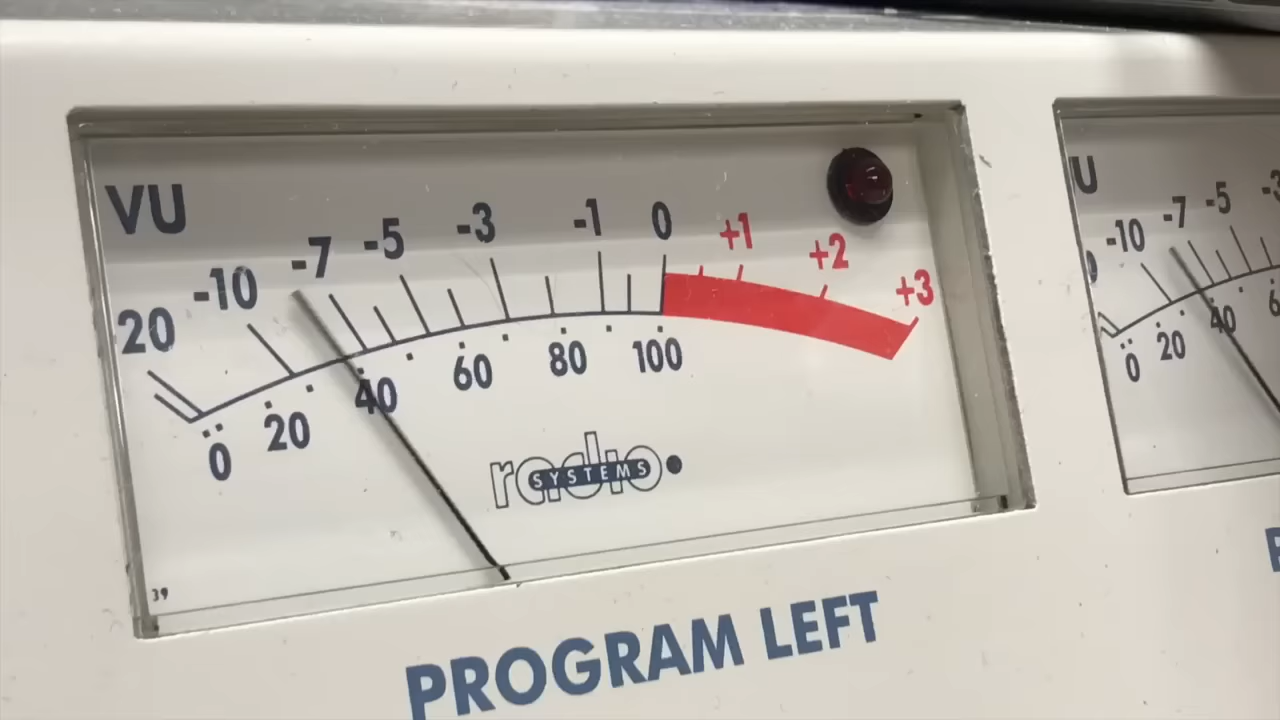 VU
20 -10 -7 -5 -3 -1 0 +1 +2 +3
0 20 40 60 80 100
radio
SYSTEMS
39
PROGRAM LEFT
U
-10 -7 -5
0 20 40